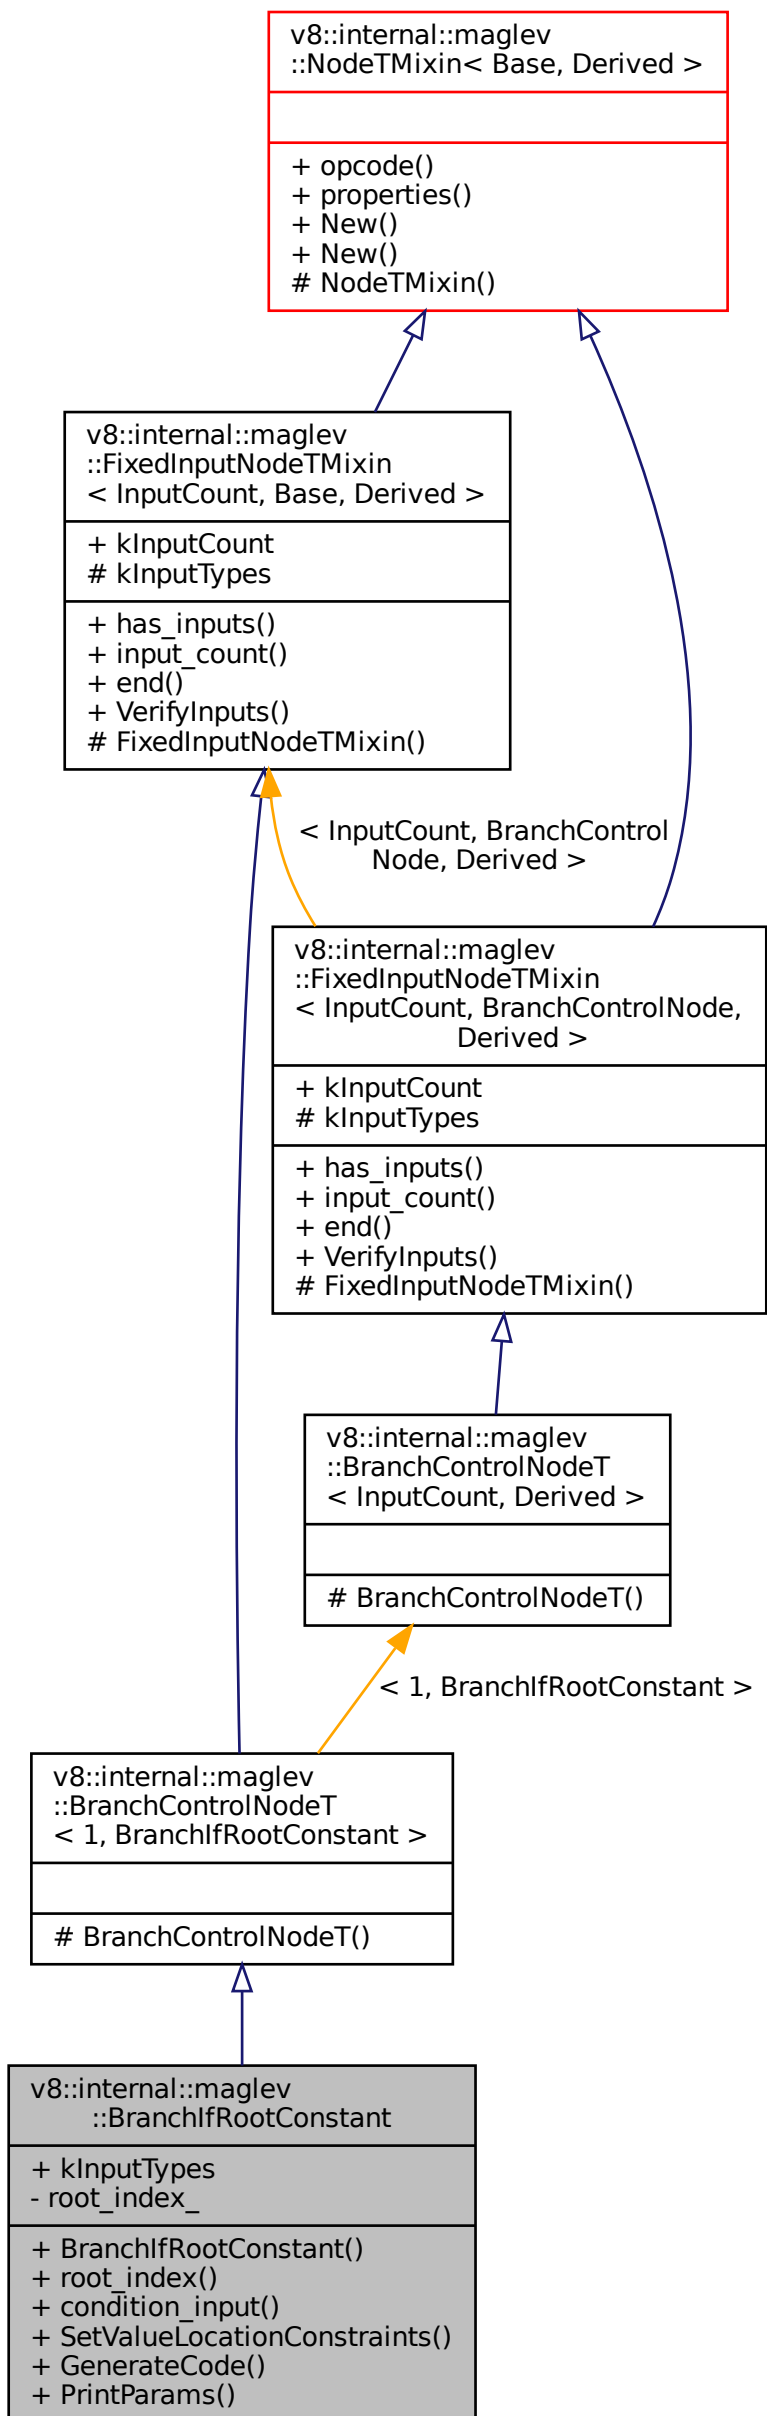 v8::internal::maglev
::NodeTMixin< Base, Derived >
+ opcode()
+ properties()
+ New()
+ New()
# NodeTMixin()
v8::internal::maglev
::FixedInputNodeTMixin
< InputCount, Base, Derived >
+ kInputCount
# kInputTypes
+ has_inputs()
+ input_count()
+ end()
+ VerifyInputs()
# FixedInputNodeTMixin()
< InputCount, BranchControl
Node, Derived >
v8::internal::maglev
::FixedInputNodeTMixin
< InputCount, BranchControlNode,
Derived >
+ kInputCount
# kInputTypes
+ has_inputs()
+ input_count()
+ end()
+ VerifyInputs()
# FixedInputNodeTMixin()
v8::internal::maglev
::BranchControlNodeT
< InputCount, Derived >
# BranchControlNodeT()
< 1, BranchIfRootConstant >
v8::internal::maglev
::BranchControlNodeT
< 1, BranchIfRootConstant >
# BranchControlNodeT()
v8::internal::maglev
::BranchIfRootConstant
+ kInputTypes
- root_index_
+ BranchIfRootConstant()
+ root_index()
+ condition_input()
+ SetValueLocationConstraints()
+ GenerateCode()
+ PrintParams()